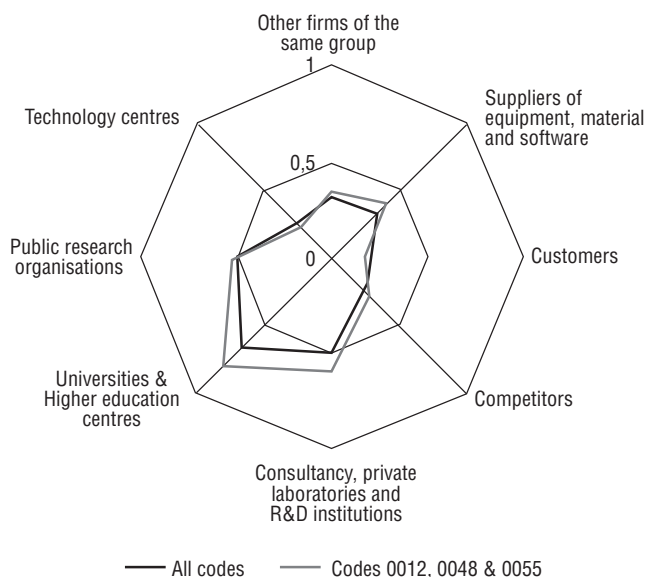 Other firms of the
same group
1
Suppliers of
equipment, material
and software
Technology centres
0,5
Public research
organisations
0
Customers
Universities &
Higher education
centres
Competitors
Consultancy, private
laboratories and
R&D institutions
All codes
Codes 0012, 0048 & 0055